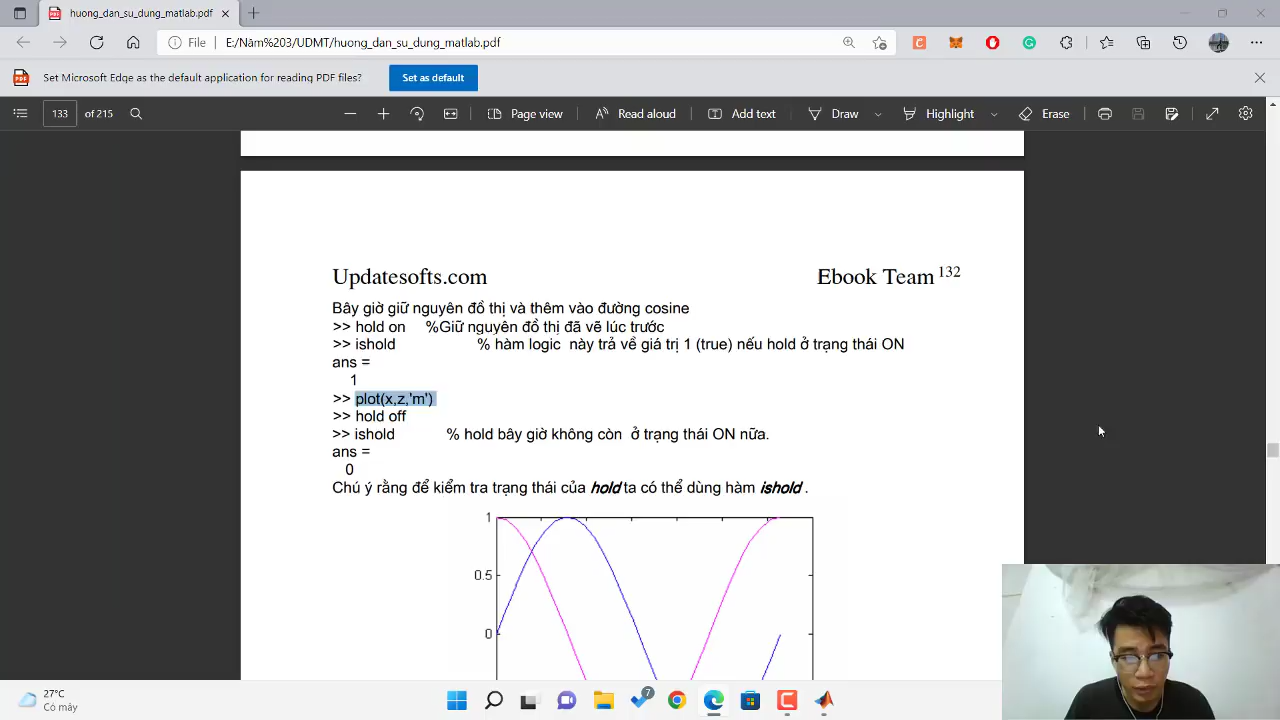 huong_dan_su_dung_matlab.pdf
File E:/Năm%203/UDMT/huong_dan_su_dung_matlab.pdf
Set Microsoft Edge as the default application for reading PDF files? Set as default
133 of 215 Page view Read aloud Add text Draw Highlight Erase
Updatesofts.com Ebook Team 132
Bây giờ giữ nguyên đồ thị và thêm vào đường cosine
>> hold on %Giữ nguyên đồ thị đã vẽ lúc trước
>> ishold % hàm logic này trả về giá trị 1 (true) nếu hold ở trạng thái ON
ans =
1
>> plot(x,z,'m')
>> hold off
>> ishold % hold bây giờ không còn ở trạng thái ON nữa.
ans =
0
Chú ý rằng để kiểm tra trạng thái của hold ta có thể dùng hàm ishold .
1
0.5
0
27°C
Có mây
7